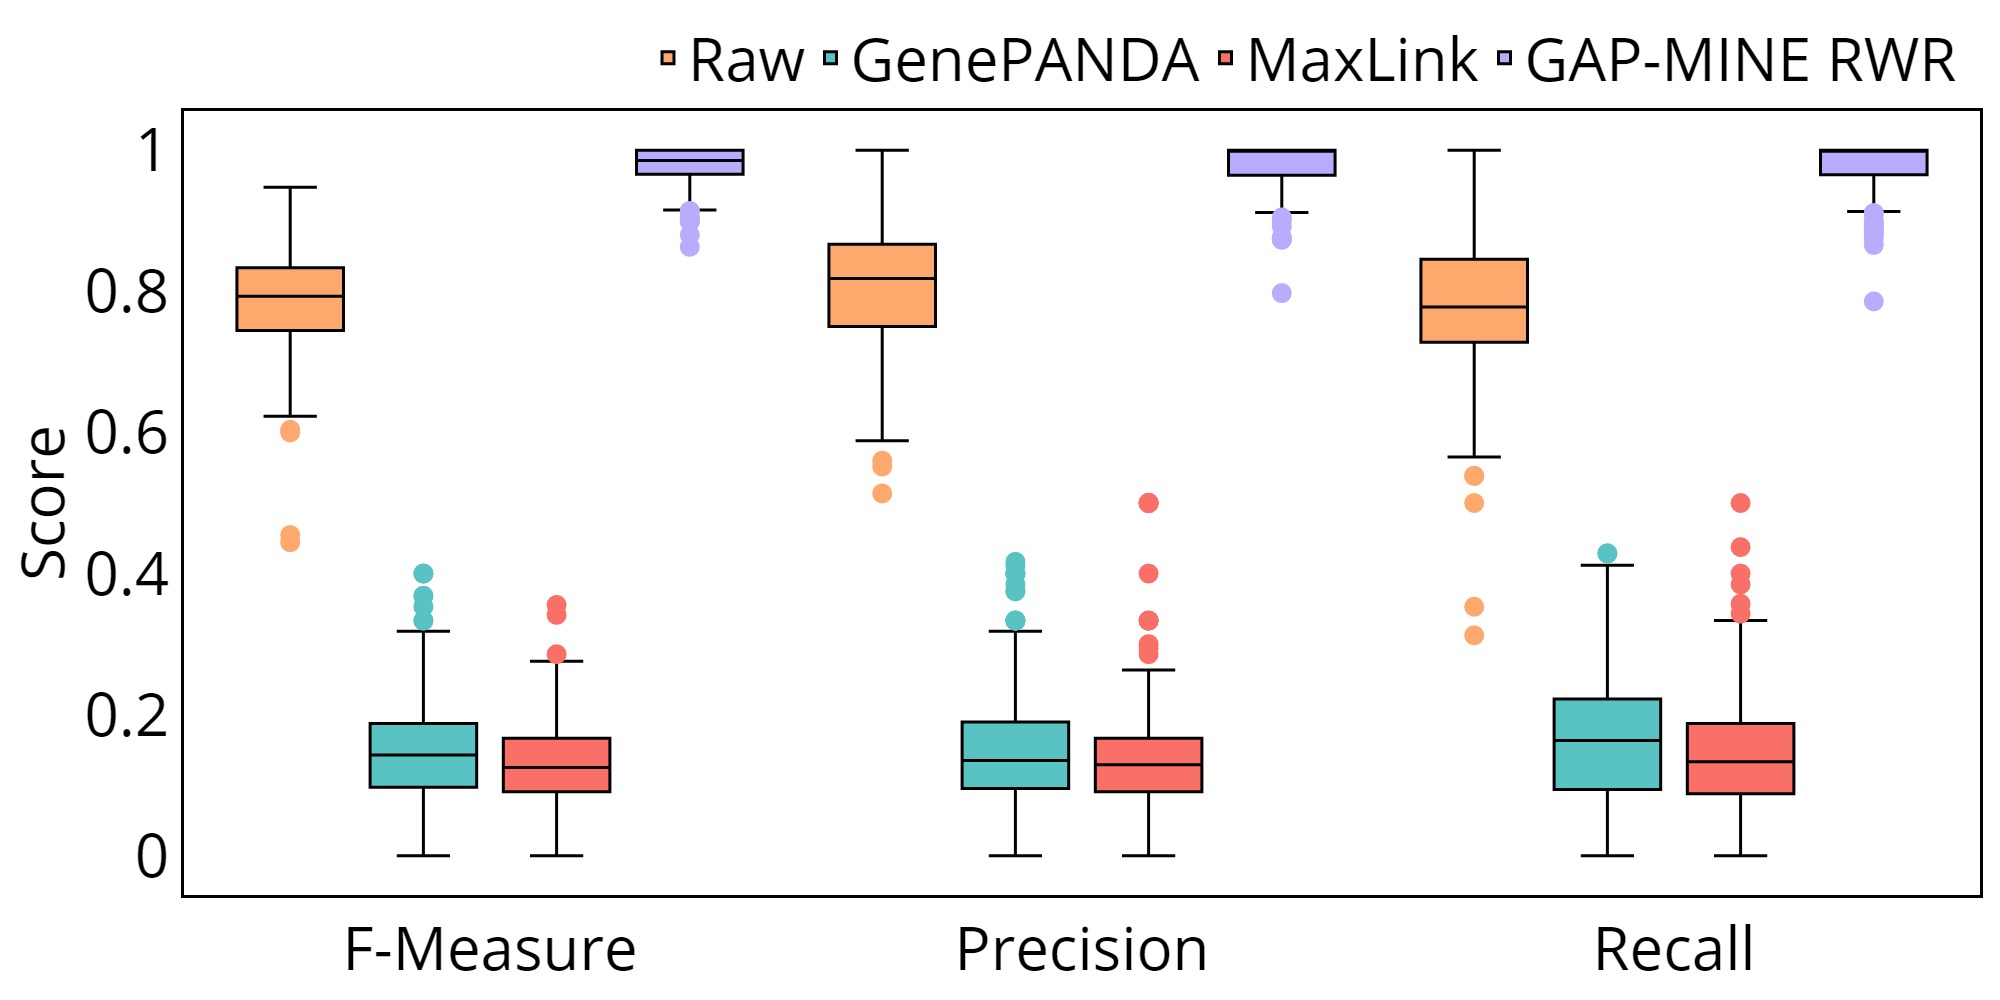 Raw GenePANDA MaxLink GAP-MINE RWR
Score
1
0.8
0.6
0.4
0.2
0
F-Measure Precision Recall